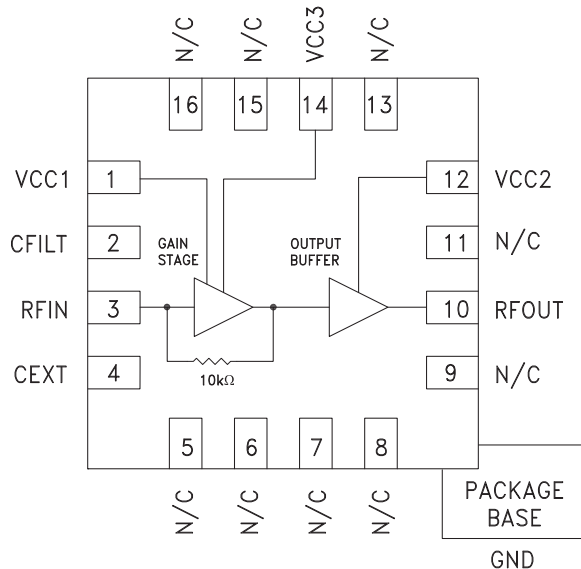 N/C
N/C
VCC3
N/C
16
15
14
13
VCC1
1
12
VCC2
CFILT
2
GAIN
STAGE
OUTPUT
BUFFER
11
N/C
RFIN
3
10
RFOUT
CEXT
4
10kΩ
9
N/C
5
6
7
8
N/C
N/C
N/C
N/C
PACKAGE
BASE
GND